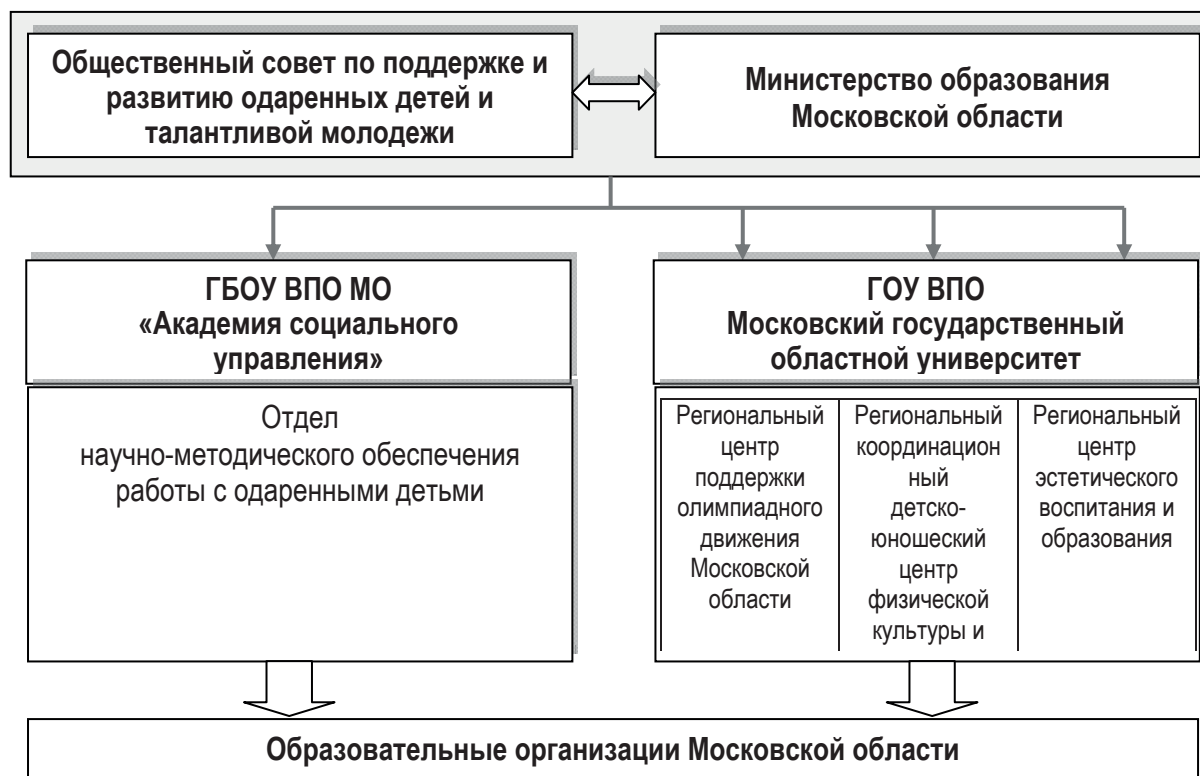 Общественный совет по поддержке и
развитию одаренных детей и
талантливой молодежи
Министерство образования
Московской области
ГБОУ ВПО МО
«Академия социального
управления»
ГОУ ВПО
Московский государственный
областной университет
Отдел
научно-методического обеспечения
работы с одаренными детьми
Региональный
центр
поддержки
олимпиадного
движения
Московской
области
Региональный
координацион
ный
детско-
юношеский
центр
физической
культуры и
Региональный
центр
эстетического
воспитания и
образования
Образовательные организации Московской области